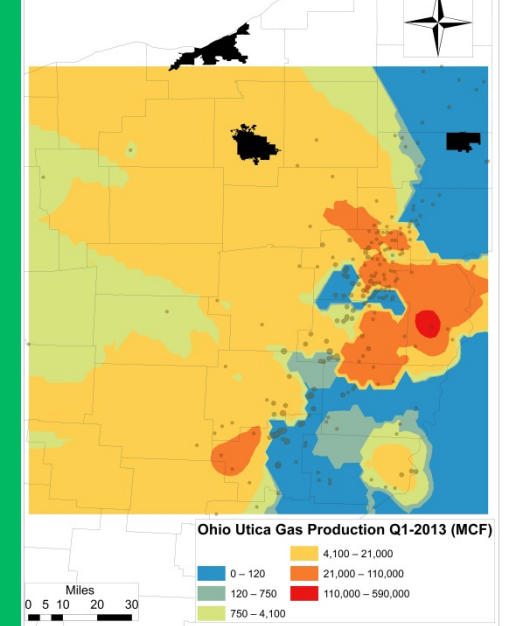 Ohio Utica Gas Production Q1-2013 (MCF)
0 – 120
120 – 750
750 – 4,100
4,100 – 21,000
21,000 – 110,000
110,000 – 590,000
Miles
0 5 10 20 30